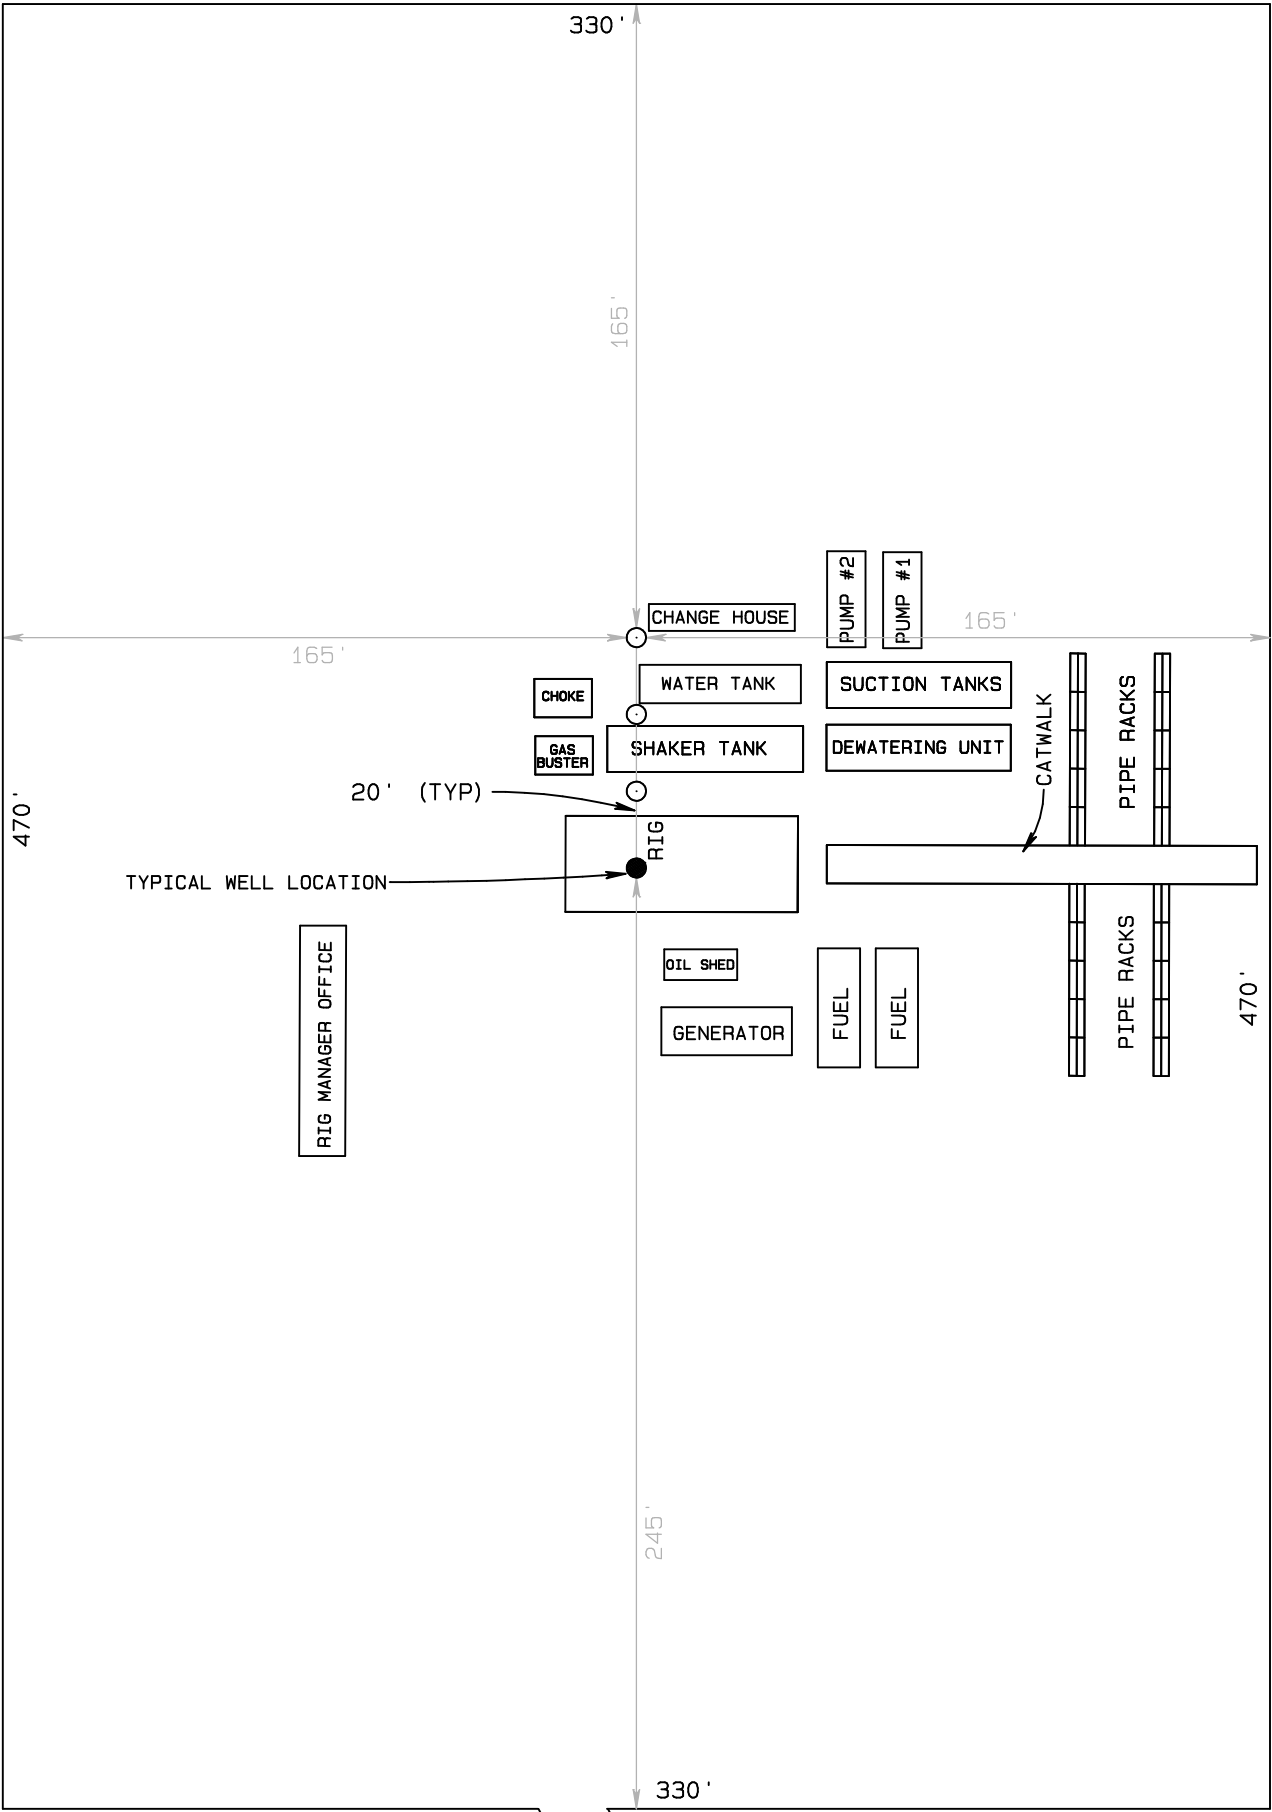 330'
165'
PUMP #2
PUMP #1
CHANGE HOUSE
165'
165'
CHOKE
WATER TANK
SUCTION TANKS
PIPE RACKS
CATWALK
GAS
BUSTER
SHAKER TANK
DEWATERING UNIT
20' (TYP)
470'
RIG
TYPICAL WELL LOCATION
RIG MANAGER OFFICE
OIL SHED
GENERATOR
FUEL
FUEL
PIPE RACKS
470'
245'
330'